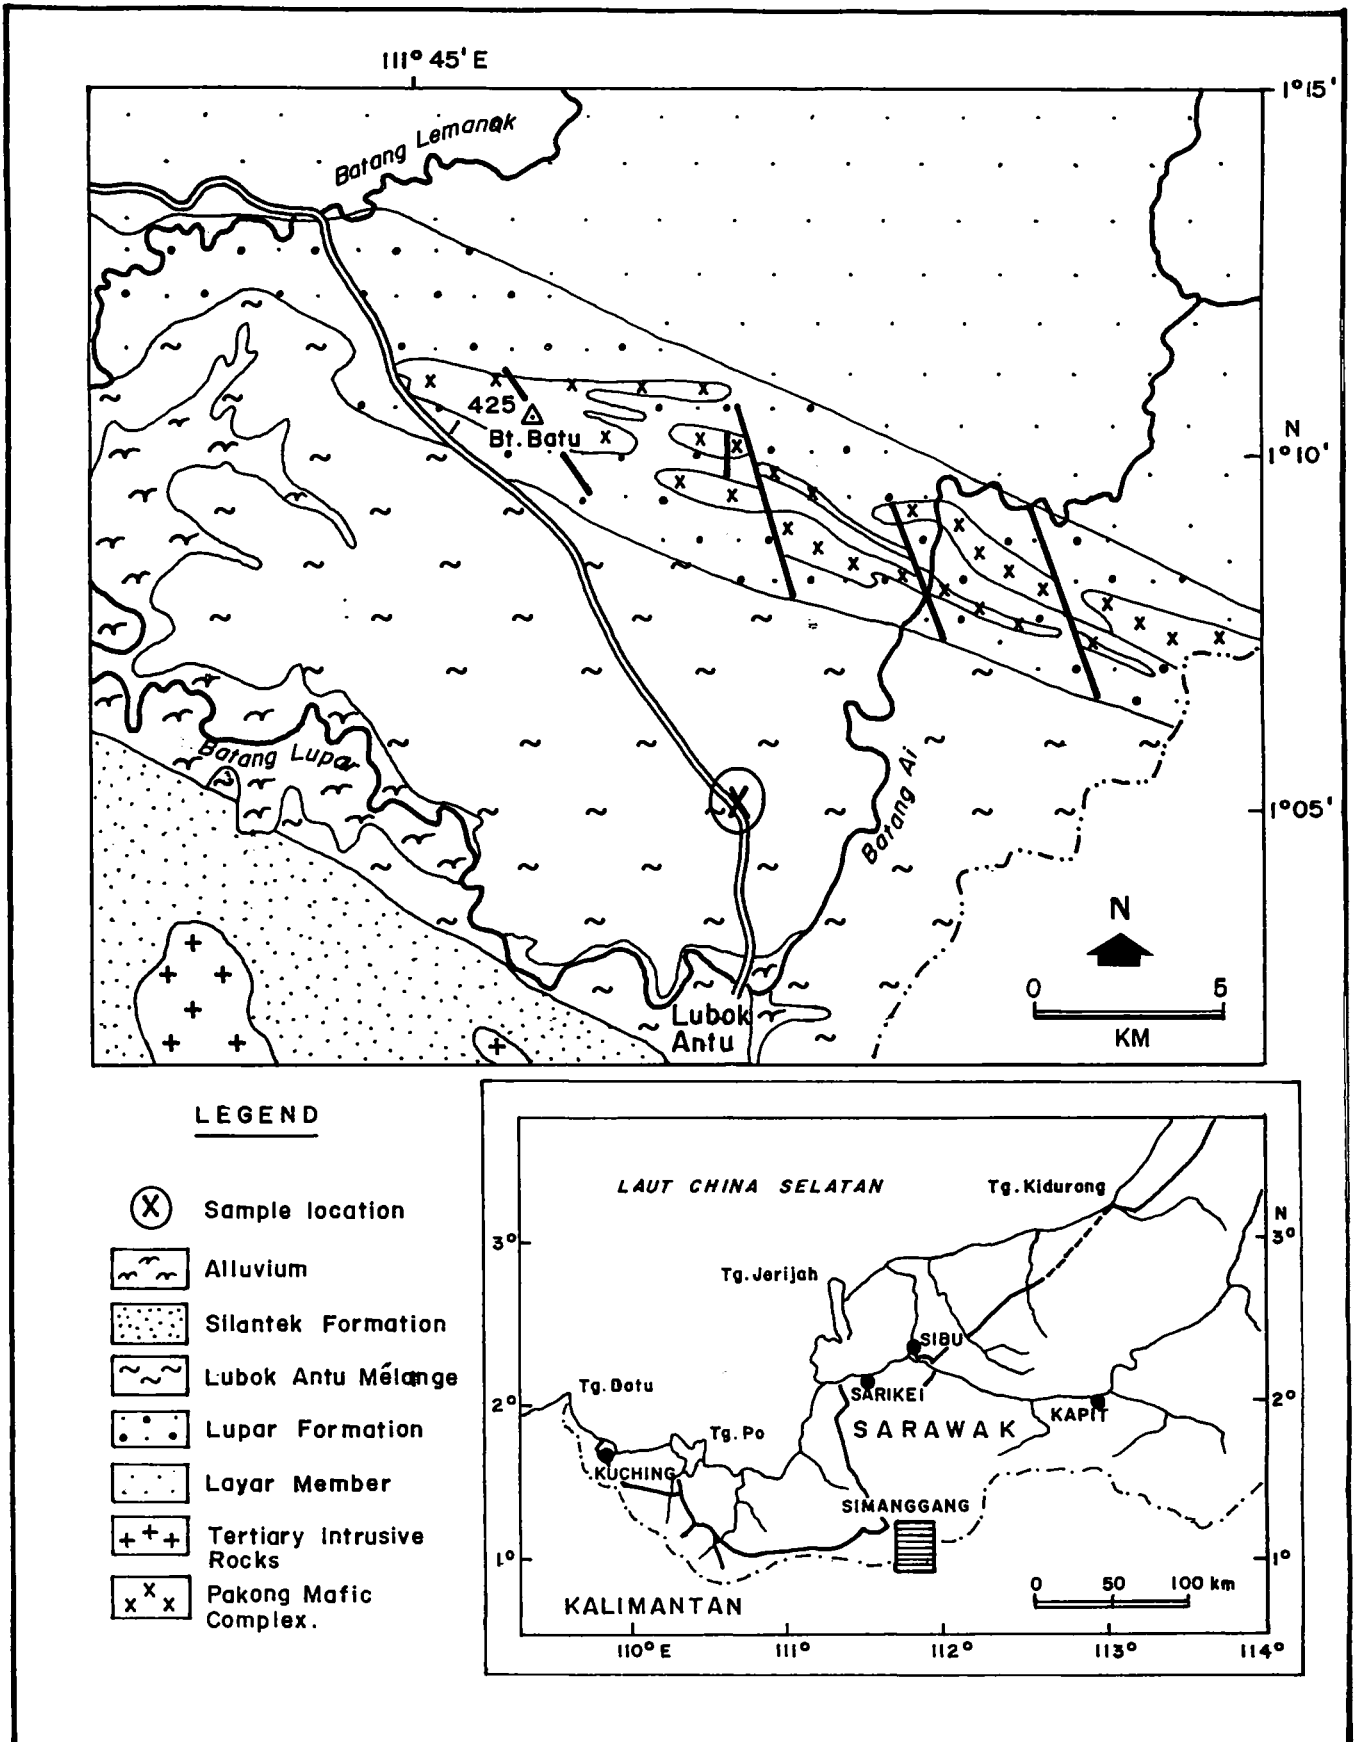 111° 45' E
1°15'
Batang Lemanak
425
Bt. Batu
N
1°10'
Batang Lupar
Batang Ai
1°05'
N
0 5
KM
Lubok
Antu
LEGEND
X Sample location
Alluvium
Silantek Formation
Lubok Antu Mélange
Lupar Formation
Layar Member
Tertiary Intrusive
Rocks
Pakong Mafic
Complex.
LAUT CHINA SELATAN
Tg. Kidurong
N
3° 3°
Tg. Jerijah
SIBU
Tg. Datu
SARIKEI
2° 2°
KAPIT
Tg. Po
SARAWAK
KUCHING
SIMANGGANG
1° 1°
0 50 100 km
KALIMANTAN
110° E 111° 112° 113° 114°